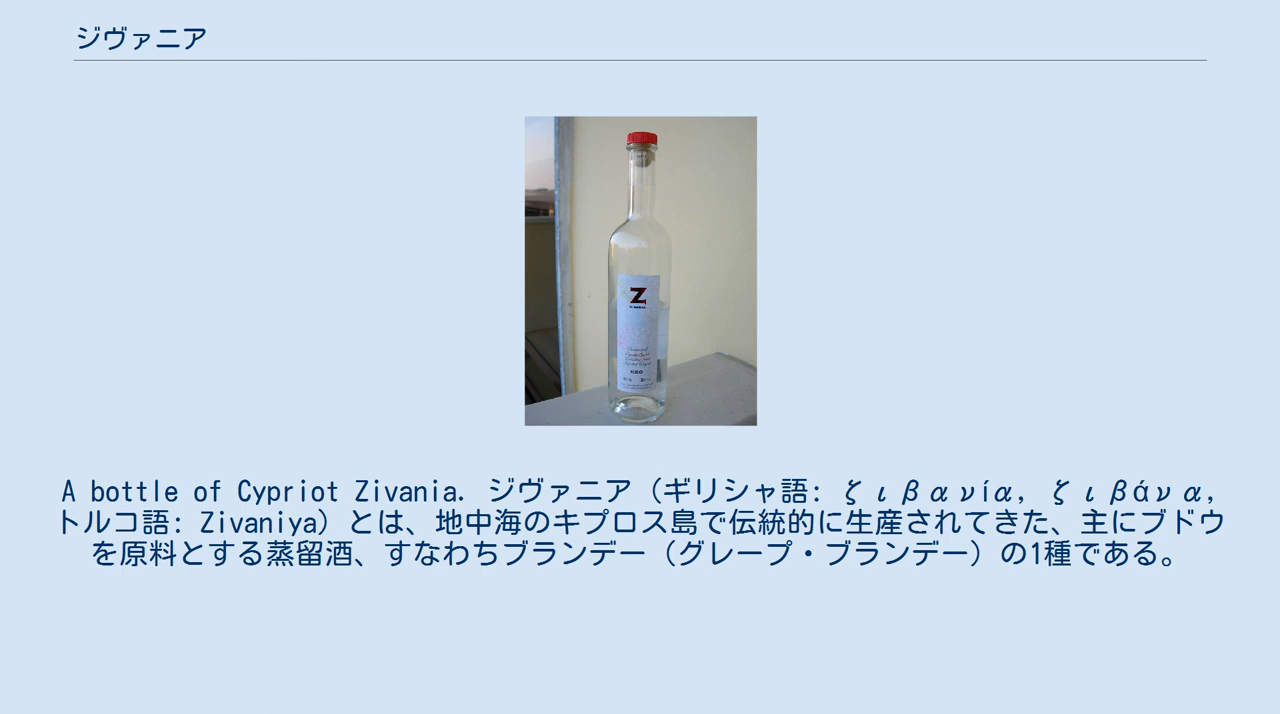 ジヴァニア
Z
A bottle of Cypriot Zivania. ジヴァニア（ギリシャ語: ζιβανία, ζιβάνα,
トルコ語: Zivaniya）とは、地中海のキプロス島で伝統的に生産されてきた、主にブドウ
を原料とする蒸留酒、すなわちブランデー（グレープ・ブランデー）の1種である。